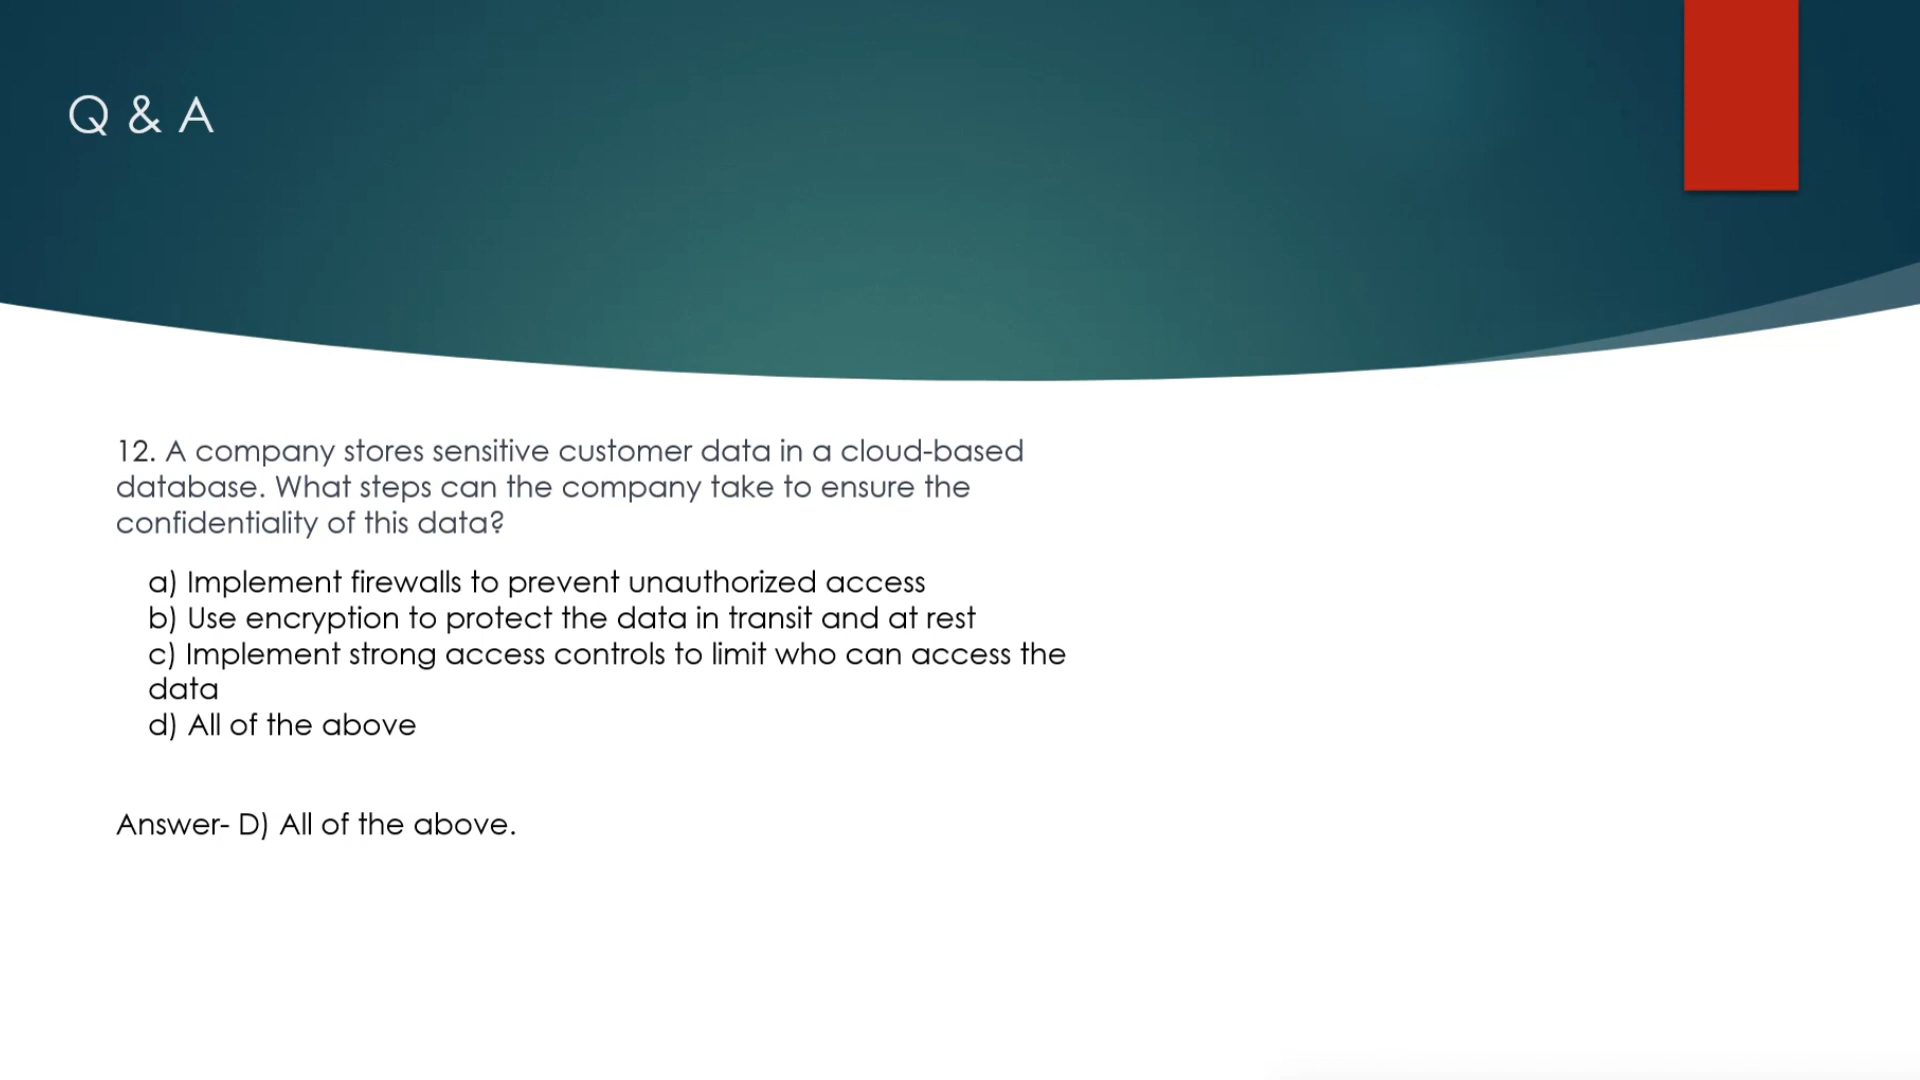 Q & A
12. A company stores sensitive customer data in a cloud-based
database. What steps can the company take to ensure the
confidentiality of this data?
a) Implement firewalls to prevent unauthorized access
b) Use encryption to protect the data in transit and at rest
c) Implement strong access controls to limit who can access the
data
d) All of the above
Answer- D) All of the above.